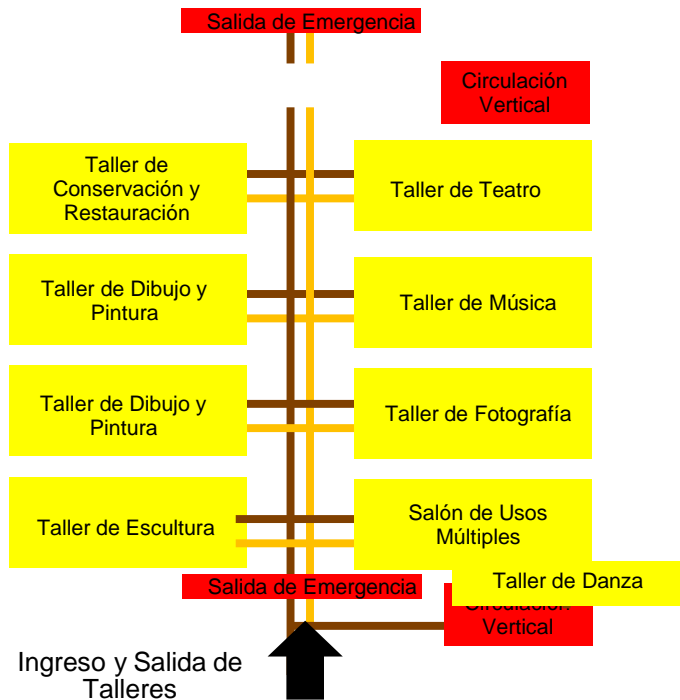 Salida de Emergencia
Circulación
Vertical
Taller de
Conservación y
Restauración
Taller de Teatro
Taller de Dibujo y
Pintura
Taller de Música
Taller de Dibujo y
Pintura
Taller de Fotografía
Taller de Escultura
Salón de Usos
Múltiples
Salida de Emergencia
Taller de Danza
Vertical
Ingreso y Salida de
Talleres